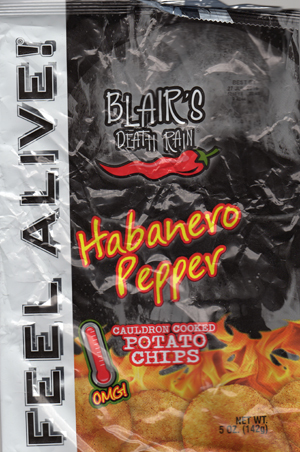 FEEL ALIVE!
BLAIR'S
DEATH RAIN
Habanero
Pepper
CAULDRON COOKED
POTATO
CHIPS
OMG!
NET WT.
5 OZ. (142g)